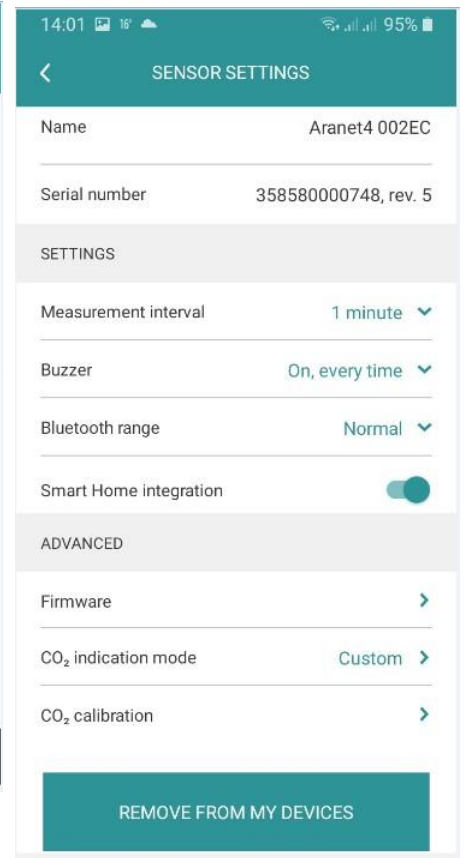 14:01 16° 95%
SENSOR SETTINGS
Name Aranet4 002EC
Serial number 358580000748, rev. 5
SETTINGS
Measurement interval 1 minute
Buzzer On, every time
Bluetooth range Normal
Smart Home integration
ADVANCED
Firmware
CO₂ indication mode Custom
CO₂ calibration
REMOVE FROM MY DEVICES